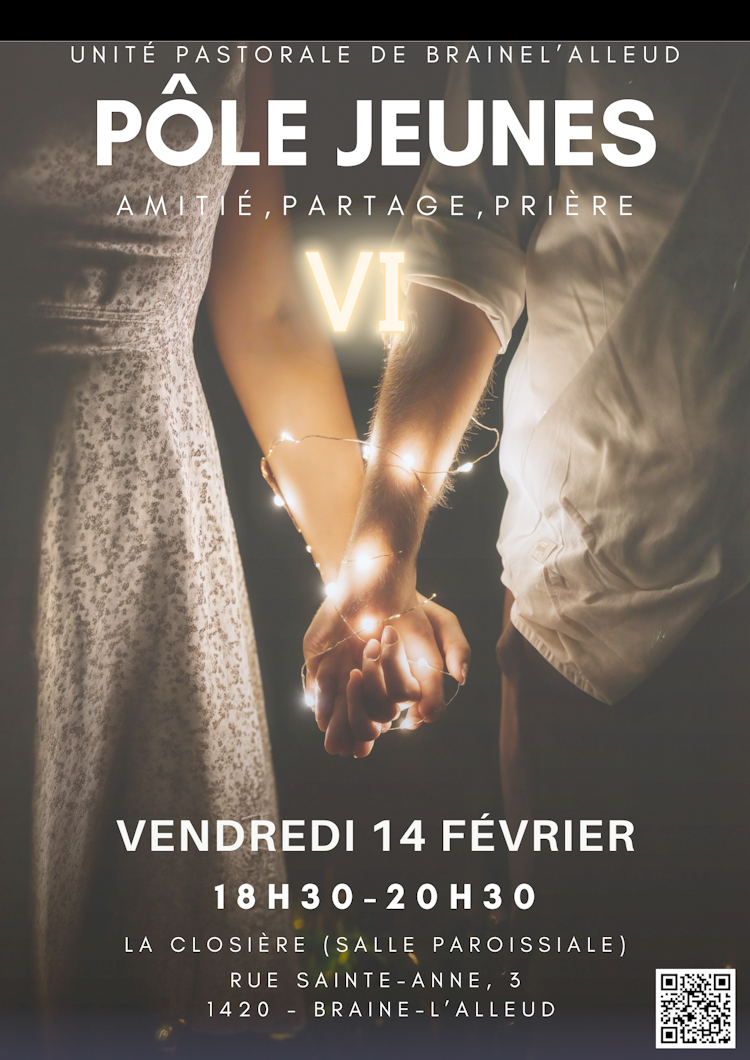 UNITÉ PASTORALE DE BRAINEL'ALLEUD
PÔLE JEUNES
AMITIÉ,PARTAGE,PRIÈRE
VI
VENDREDI 14 FÉVRIER
18H30-20H30
LA CLOSIÈRE (SALLE PAROISSIALE)
RUE SAINTE-ANNE, 3
1420 - BRAINE-L'ALLEUD